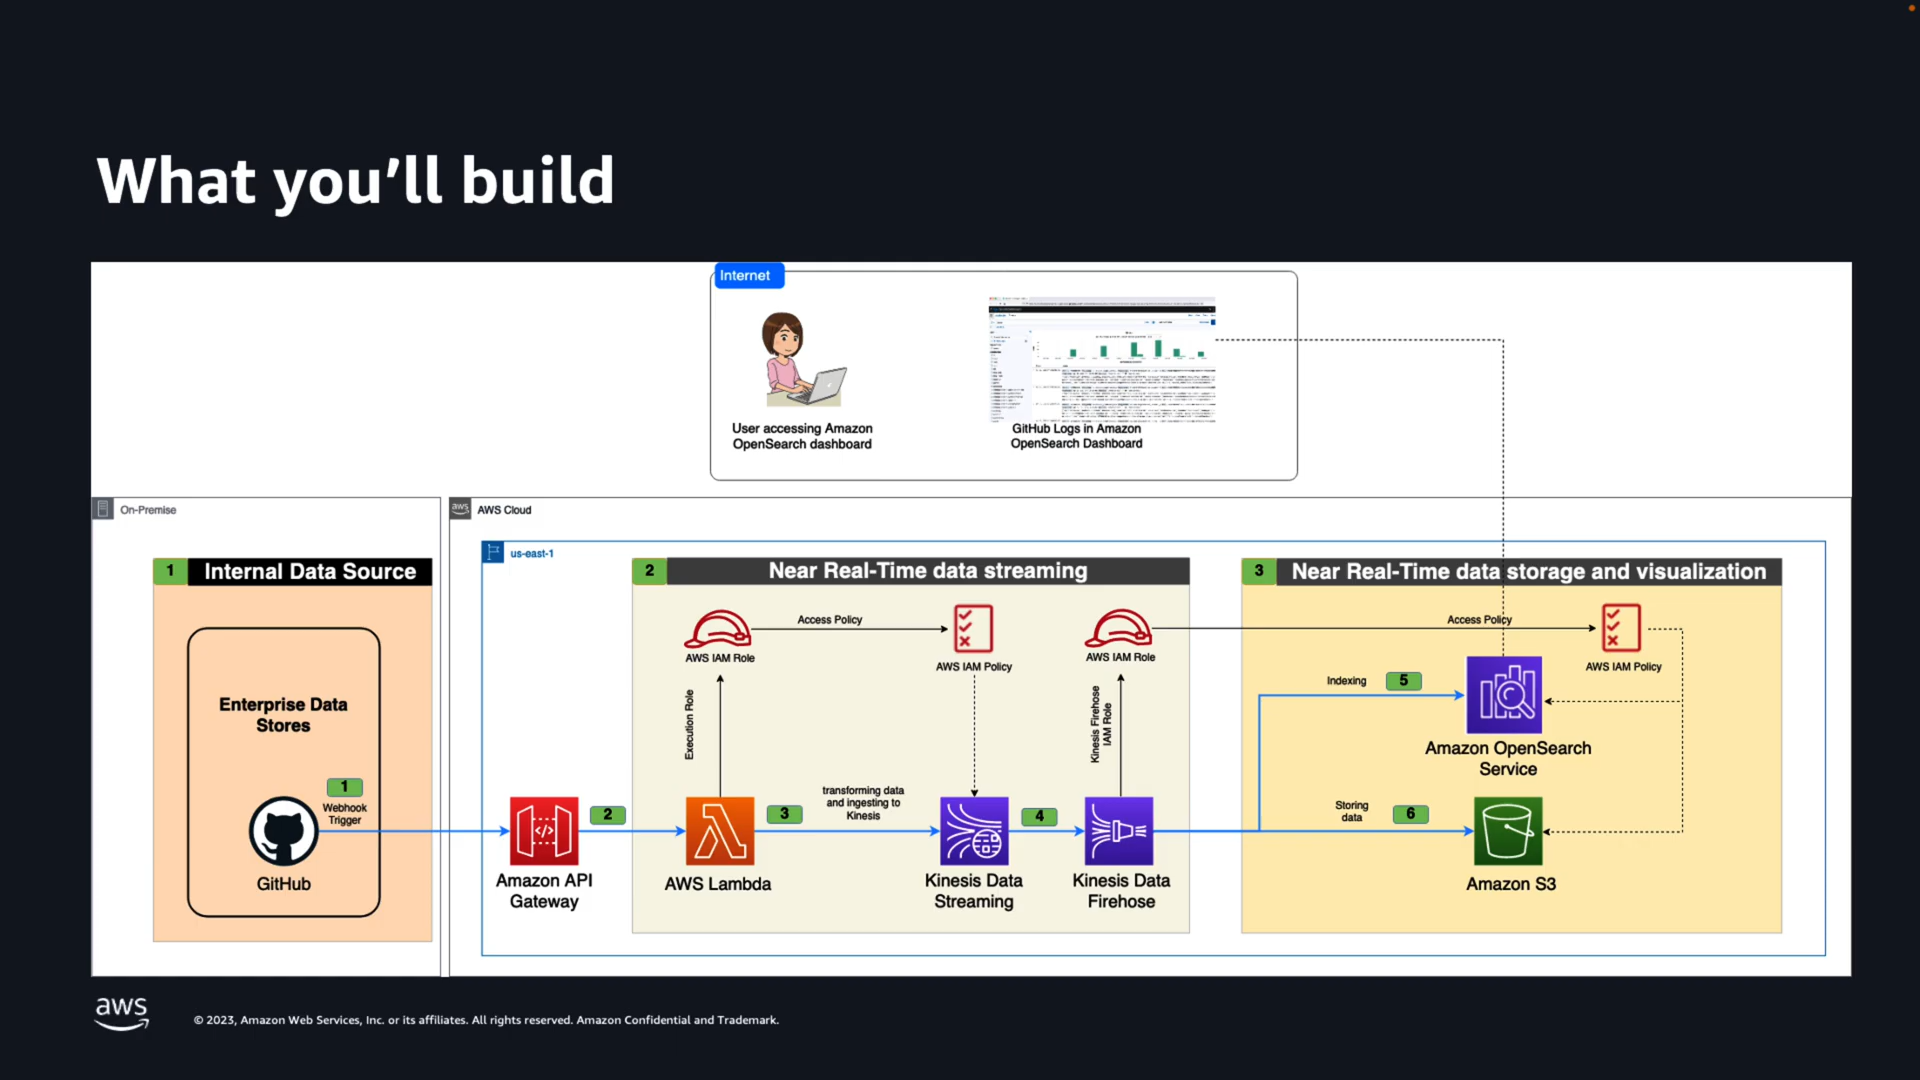 What you’ll build
Internet
User accessing Amazon
OpenSearch dashboard
GitHub Logs in Amazon
OpenSearch Dashboard
On-Premise
aws
AWS Cloud
us-east-1
1
Internal Data Source
2
Near Real-Time data streaming
3
Near Real-Time data storage and visualization
Enterprise Data
Stores
1
Webhook
Trigger
GitHub
Amazon API
Gateway
2
AWS IAM Role
Access Policy
AWS IAM Policy
Execution Role
AWS Lambda
3
transforming data
and ingesting to
Kinesis
Kinesis Data
Streaming
4
AWS IAM Role
Kinesis Firehose
IAM Role
Kinesis Data
Firehose
Access Policy
AWS IAM Policy
Indexing
5
Amazon OpenSearch
Service
Storing
data
6
Amazon S3
aws
© 2023, Amazon Web Services, Inc. or its affiliates. All rights reserved. Amazon Confidential and Trademark.